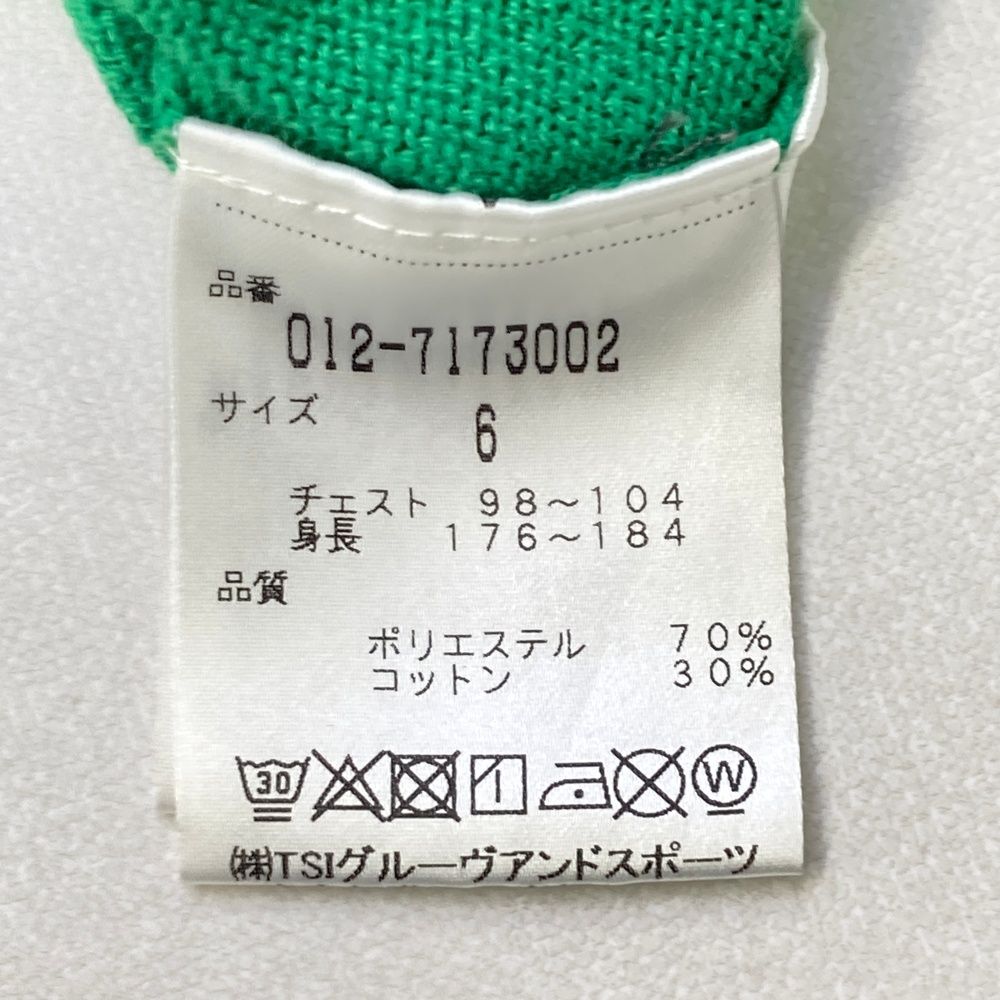 品番
012-7173002
サイズ 6
チェスト 98～104
身長 176～184
品質
ポリエステル 70%
コットン 30%
30 W
㈱TSIグルーヴアンドスポーツ